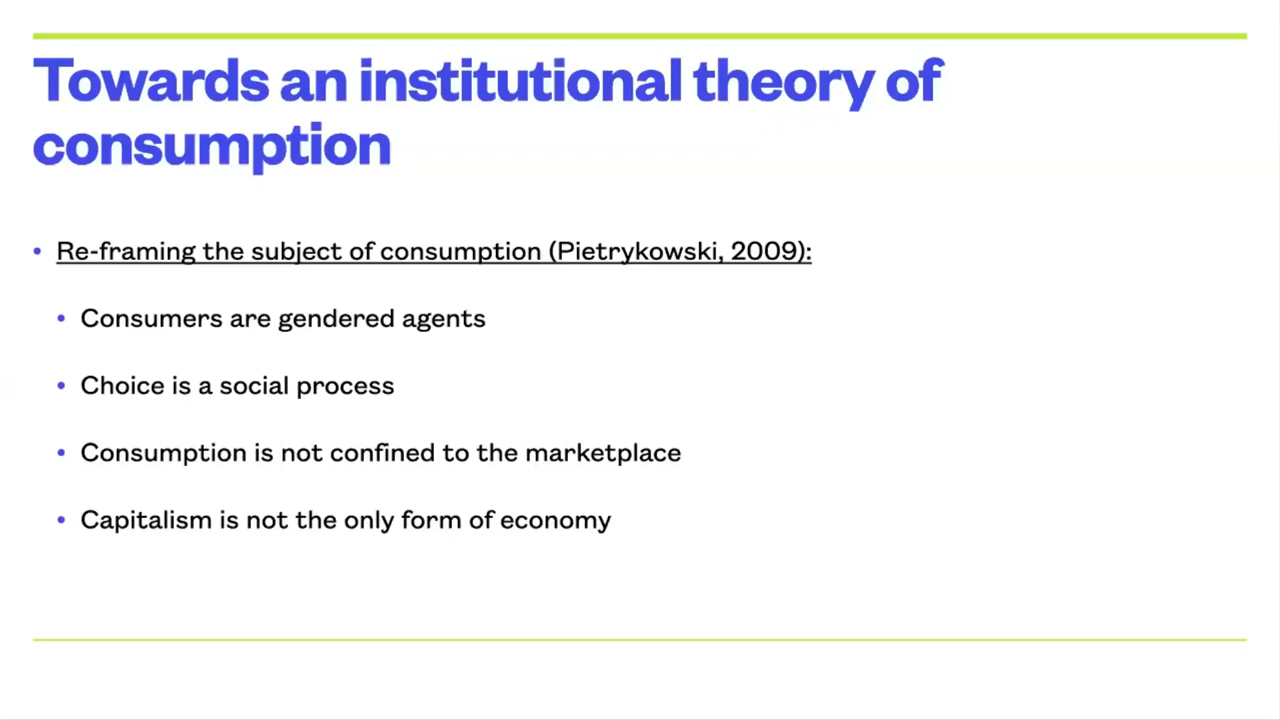 Towards an institutional theory of
consumption
• Re-framing the subject of consumption (Pietrykowski, 2009):
• Consumers are gendered agents
• Choice is a social process
• Consumption is not confined to the marketplace
• Capitalism is not the only form of economy